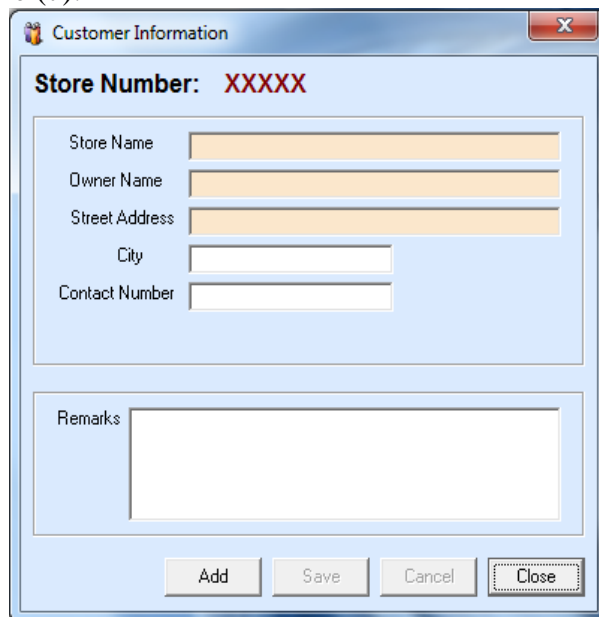 Customer Information
Store Number: XXXXX
Store Name
Owner Name
Street Address
City
Contact Number
Remarks
Add Save Cancel Close